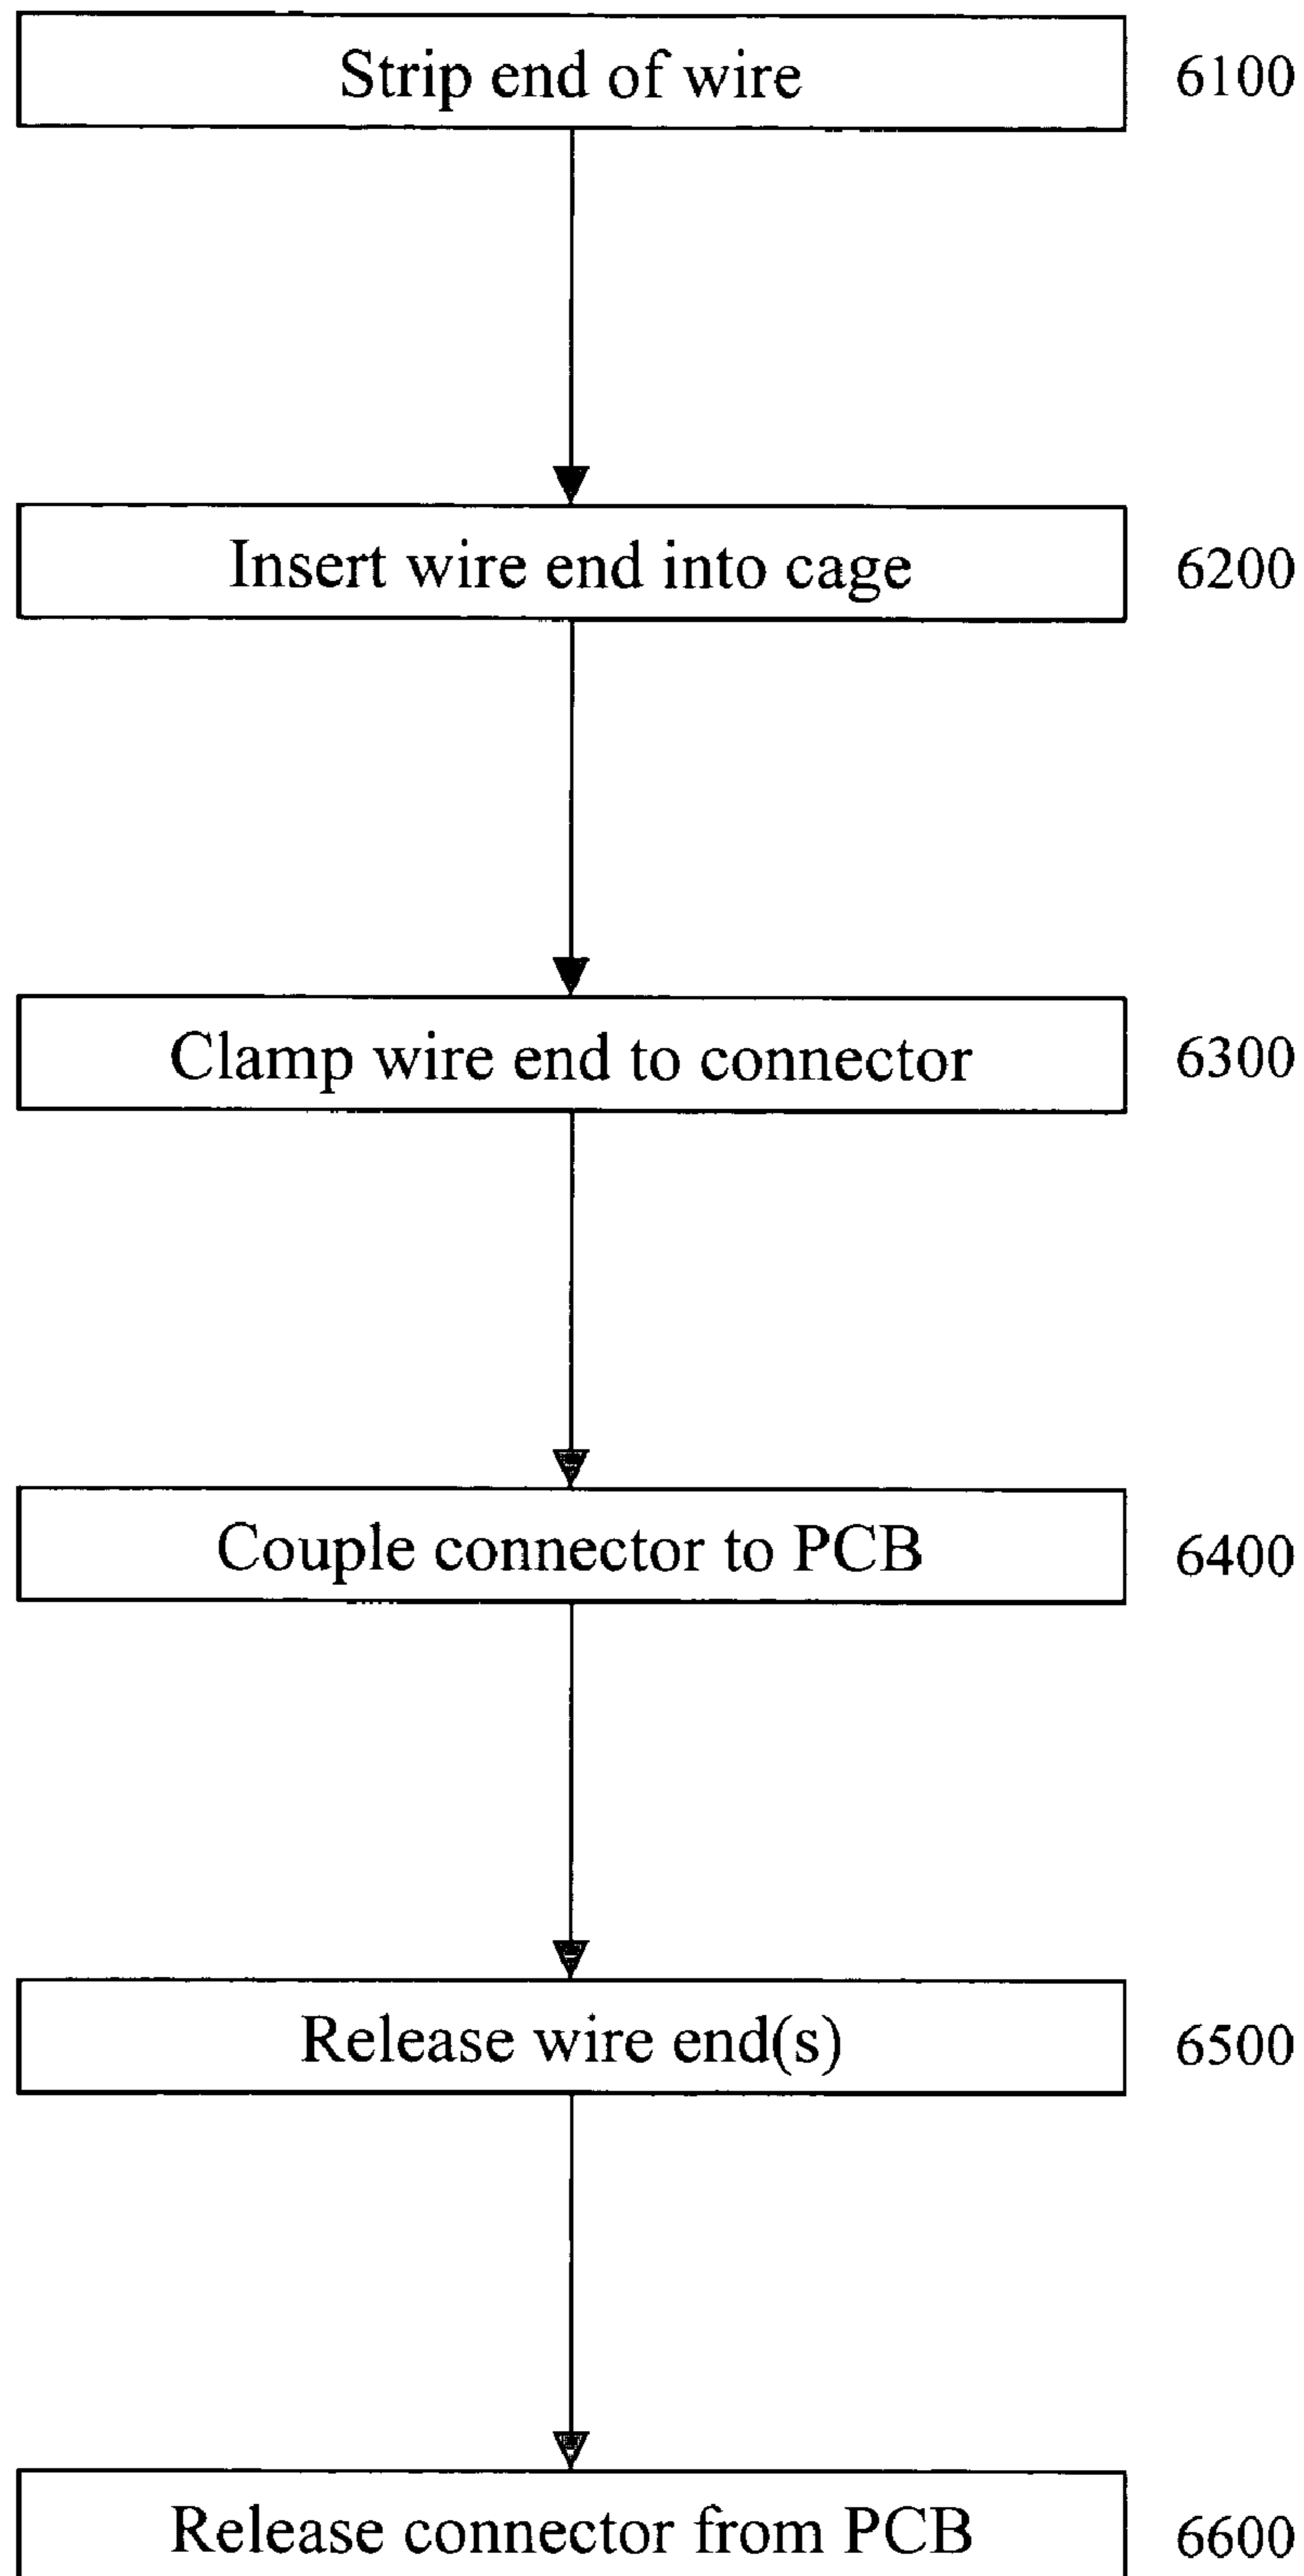 Strip end of wire 6100
Insert wire end into cage 6200
Clamp wire end to connector 6300
Couple connector to PCB 6400
Release wire end(s) 6500
Release connector from PCB 6600